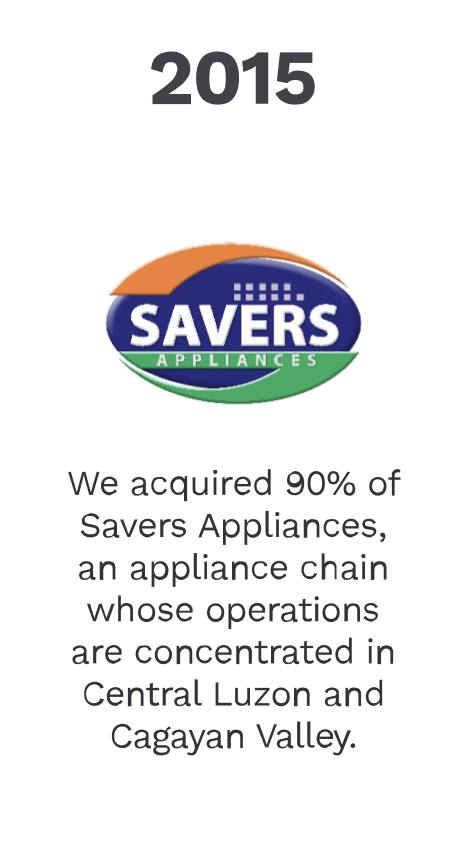 2015
SAVERS
APPLIANCES
We acquired 90% of
Savers Appliances,
an appliance chain
whose operations
are concentrated in
Central Luzon and
Cagayan Valley.